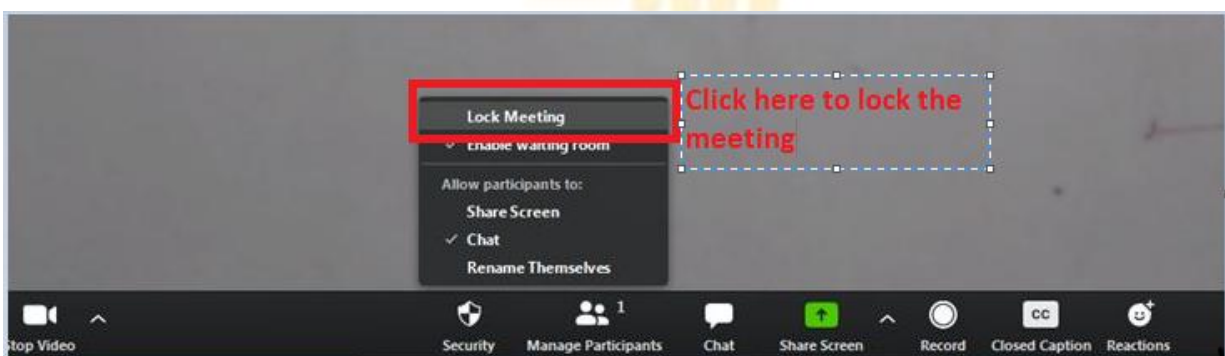 Lock Meeting
Click here to lock the
meeting
Enable waiting room
Allow participants to:
Share Screen
Chat
Rename Themselves
1
CC
Stop Video
Security
Manage Participants
Chat
Share Screen
Record
Closed Caption
Reactions